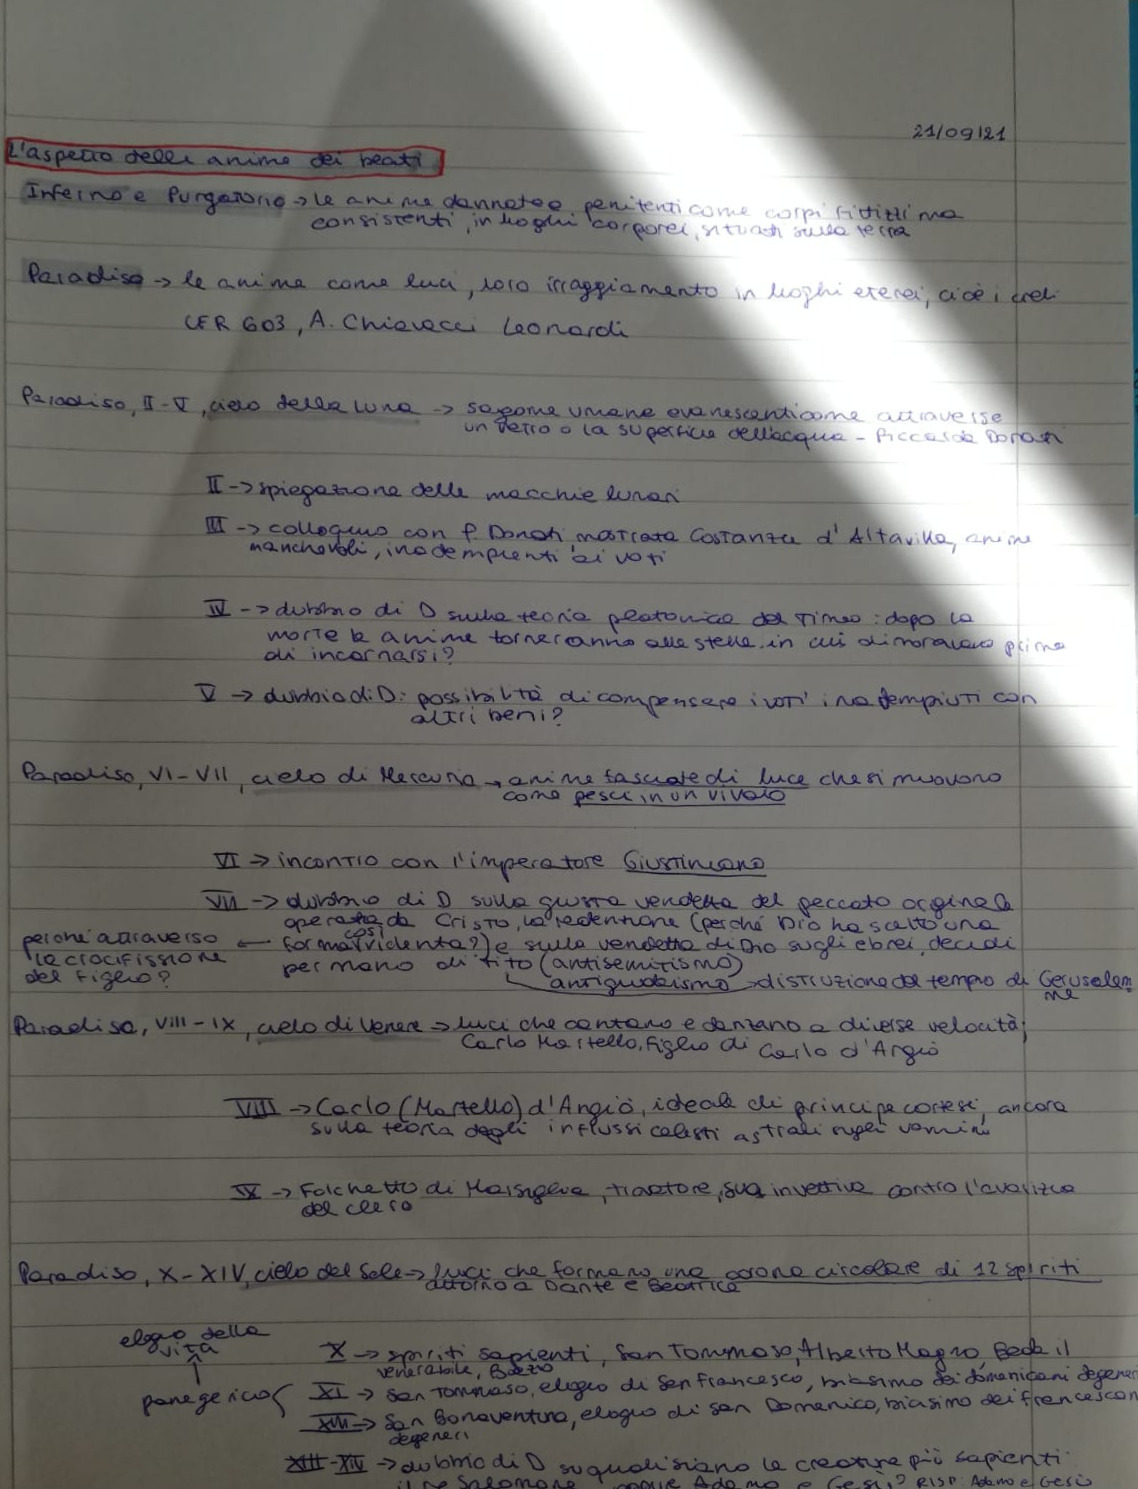 21/09/21
L'aspetto delle anime dei beati
Inferno e Purgatorio → le anime dannate e penitenti come corpi fittizi ma
consistenti, in luoghi corporei, situati sulla terra
Paradiso → le anime come luci, loro irraggiamento in luoghi eterei, cioè i cieli
CFR 603, A. Chiavacci Leonardi
Paradiso, II-V, cielo della luna → sagome umane evanescenti come attraverso
un vetro o la superficie dell'acqua - Piccarda Donati
II → spiegazione delle macchie lunari
III → colloquio con P Donati mostrata Costanza d'Altavilla, anime
manchevoli, inadempienti ai voti
IV → dubbio di D sulla teoria platonica del Timeo: dopo la
morte le anime torneranno alle stelle in cui dimoravano prima
di incarnarsi?
V → dubbio di D: possibilità di compensare i voti inadempiuti con
altri beni?
Paradiso, VI-VII, cielo di Mercurio → anime fasciate di luce che si muovono
come pesci in un vivaio
VI → incontro con l'imperatore Giustiniano
VII → dubbio di D sulla giusta vendetta del peccato originale
operata da Cristo, la redenzione (perché Dio ha scelto una
forma così violenta?) e sulla vendetta di Dio sugli ebrei, deicidi
perché attraverso ←
la crocifissione
del Figlio?
per mano di Tito (antisemitismo)
antigiudaismo → distruzione del tempio di Gerusalem
me
Paradiso, VIII-IX, cielo di Venere → luci che cantano e danzano a diverse velocità;
Carlo Martello, figlio di Carlo d'Angiò
VIII → Carlo (Martello) d'Angiò, ideale di principe cortese, ancora
sulla teoria degli influssi celesti astrali sugli uomini
IX → Folchetto di Marsiglia, trovatore, sua invettiva contro l'avarizia
del clero
Paradiso, X-XIV, cielo del Sole → luci che formano una corona circolare di 12 spiriti
attorno a Dante e Beatrice
elogio della
vita
↑
panegirico {
X → spiriti sapienti, San Tommaso, Alberto Magno, Beda il
venerabile, Boezio
XI → San Tommaso, elogio di San Francesco, biasimo dei domenicani degeneri
XII → San Bonaventura, elogio di San Domenico, biasimo dei francescan
degeneri
XIII-XIV → dubbio di D su quali siano le creature più sapienti:
il re Salomone, oppure Adamo e Gesù? RISP: Adamo e Gesù